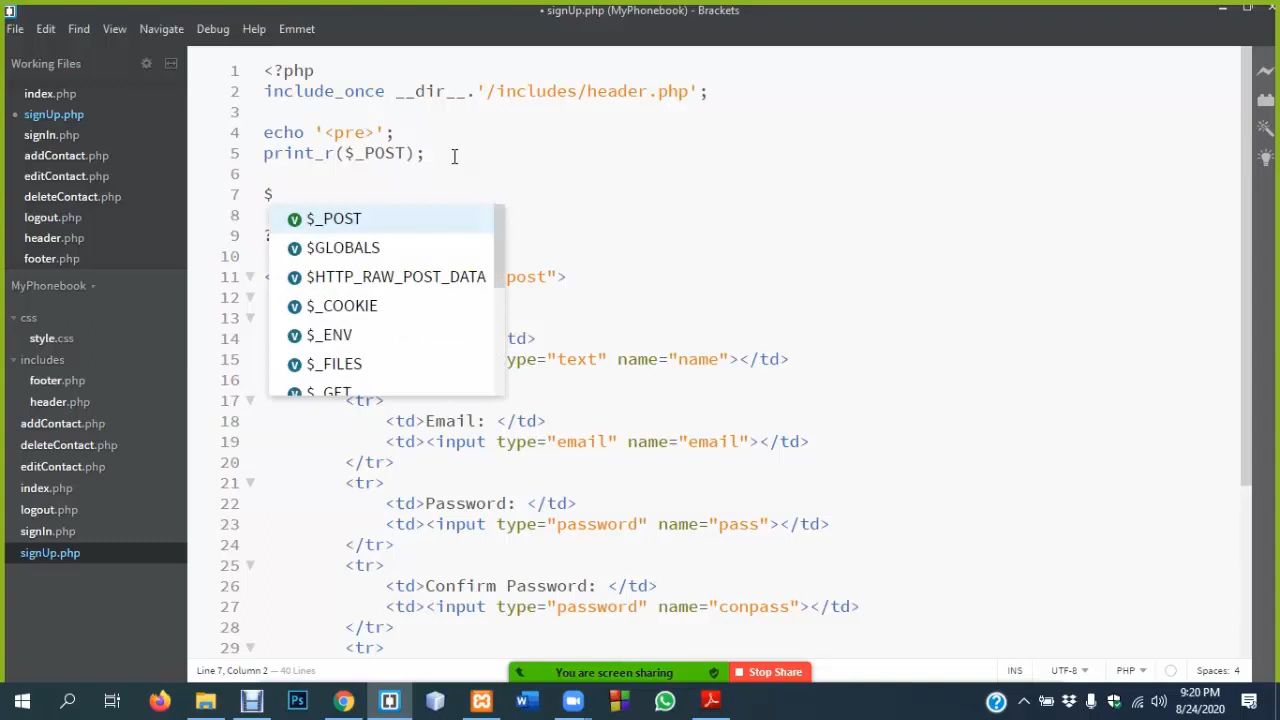 • signUp.php (MyPhonebook) - Brackets
File Edit Find View Navigate Debug Help Emmet
Working Files
index.php
• signUp.php
signIn.php
addContact.php
editContact.php
deleteContact.php
logout.php
header.php
footer.php
MyPhonebook
css
style.css
includes
footer.php
header.php
addContact.php
deleteContact.php
editContact.php
index.php
logout.php
signIn.php
signUp.php
1 <?php
2 include_once __dir__.'/includes/header.php';
3
4 echo '<pre>';
5 print_r($_POST);
6
7 $
8
9 ?
10
11 < post">
12
13
14 td>
15 ype="text" name="name"></td>
16
17 <tr>
18 <td>Email: </td>
19 <td><input type="email" name="email"></td>
20 </tr>
21 <tr>
22 <td>Password: </td>
23 <td><input type="password" name="pass"></td>
24 </tr>
25 <tr>
26 <td>Confirm Password: </td>
27 <td><input type="password" name="conpass"></td>
28 </tr>
29 <tr>
v $_POST
v $GLOBALS
v $HTTP_RAW_POST_DATA
v $_COOKIE
v $_ENV
v $_FILES
v $_GET
Line 7, Column 2 — 40 Lines
INS UTF-8 PHP Spaces: 4
You are screen sharing Stop Share
9:20 PM
8/24/2020